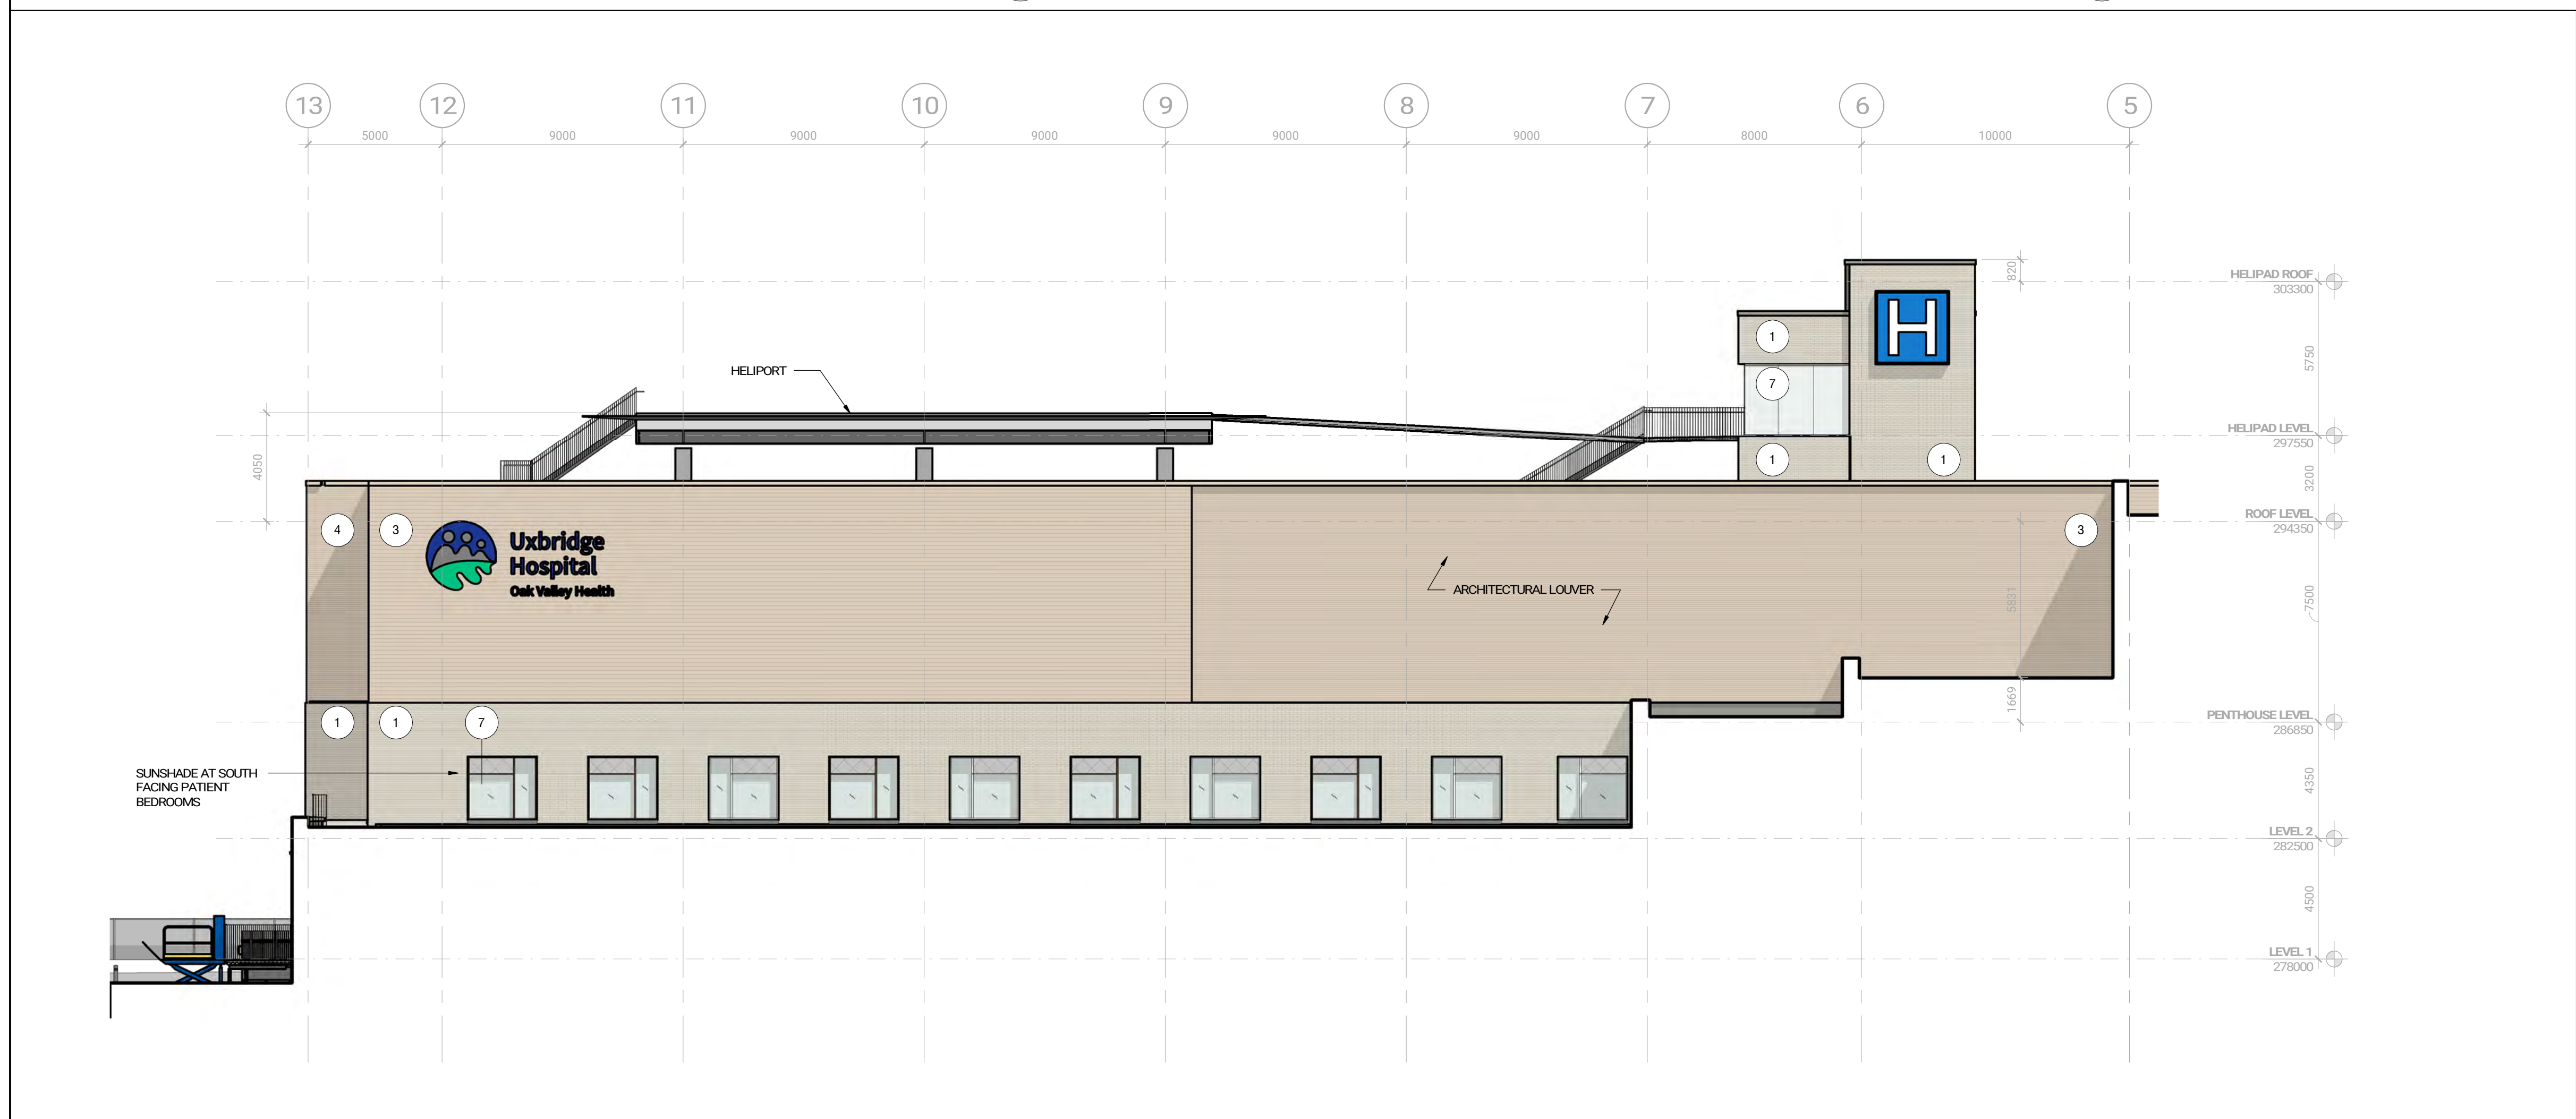 13 12 11 10 9 8 7 6 5
5000 9000 9000 9000 9000 9000 8000 10000
820
HELIPAD ROOF
303300
H
1
5750
HELIPORT
7
HELIPAD LEVEL
297550
4050
1
1
3200
ROOF LEVEL
294350
4
3
3
Uxbridge
Hospital
Oak Valley Health
ARCHITECTURAL LOUVER
5831
7500
1669
PENTHOUSE LEVEL
286850
1
1
7
SUNSHADE AT SOUTH
FACING PATIENT
BEDROOMS
4350
LEVEL 2
282500
4500
LEVEL 1
278000